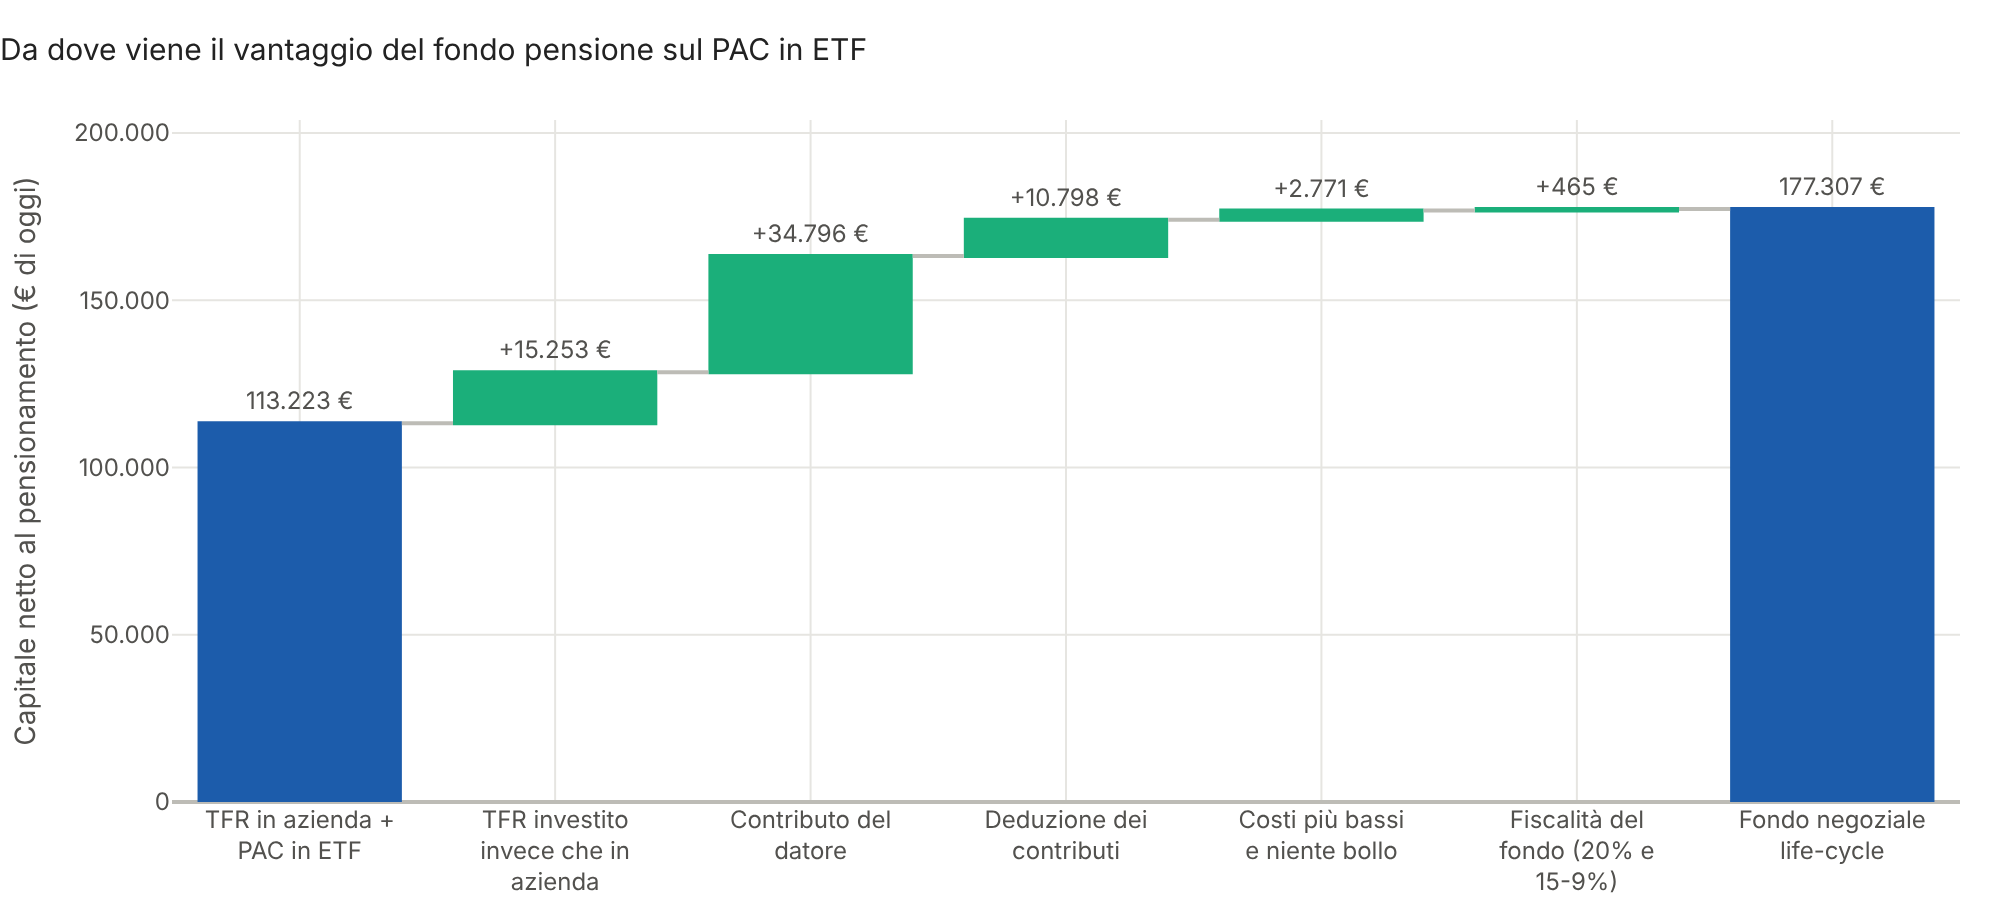 Da dove viene il vantaggio del fondo pensione sul PAC in ETF
Capitale netto al pensionamento (€ di oggi)
200.000
150.000
100.000
50.000
0
113.223 €
+15.253 €
+34.796 €
+10.798 €
+2.771 €
+465 €
177.307 €
TFR in azienda +
PAC in ETF
TFR investito
invece che in
azienda
Contributo del
datore
Deduzione dei
contributi
Costi più bassi
e niente bollo
Fiscalità del
fondo (20% e
15-9%)
Fondo negoziale
life-cycle